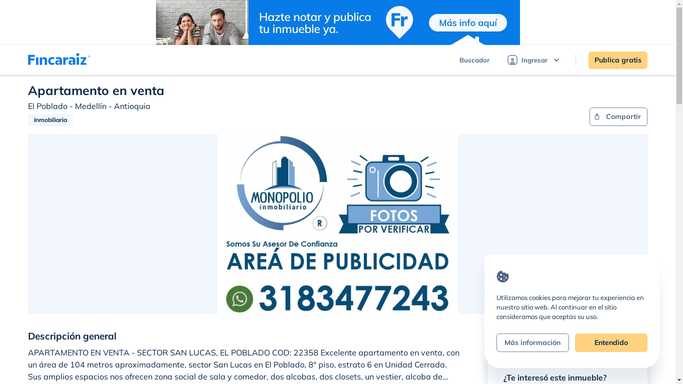 Hazte notar y publica
tu inmueble ya.
Fr
Más info aquí
Fincaraíz
Buscador
Ingresar
Publica gratis
Apartamento en venta
El Poblado - Medellín - Antioquia
Inmobiliaria
Compartir
MONOPOLIO
inmobiliario
R
FOTOS
POR VERIFICAR
Somos Su Asesor De Confianza
AREÁ DE PUBLICIDAD
3183477243
Utilizamos cookies para mejorar tu experiencia en
nuestro sitio web. Al continuar en el sitio
consideramos que aceptas su uso.
Más información
Entendido
Descripción general
APARTAMENTO EN VENTA - SECTOR SAN LUCAS, EL POBLADO COD: 22358 Excelente apartamento en venta, con
un área de 104 metros aproximadamente, sector San Lucas en El Poblado, 8° piso, estrato 6 en Unidad Cerrada.
Sus amplios espacios nos ofrecen zona social de sala y comedor, dos alcobas, dos closets, un vestier, alcoba de...
¿Te interesó este inmueble?